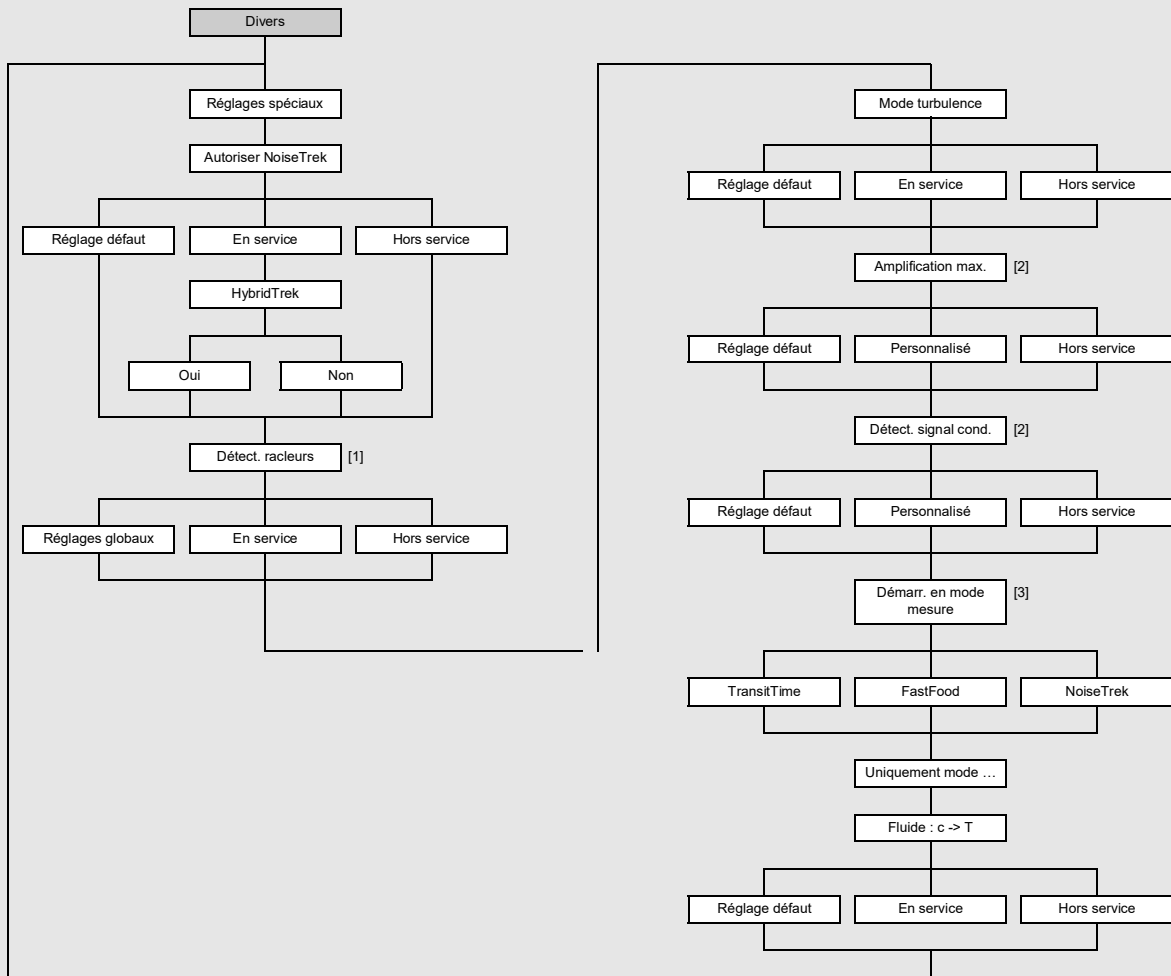 Divers
Réglages spéciaux
Autoriser NoiseTrek
Réglage défaut
En service
Hors service
HybridTrek
Oui
Non
Détect. racleurs [1]
Réglages globaux
En service
Hors service
Mode turbulence
Réglage défaut
En service
Hors service
Amplification max. [2]
Réglage défaut
Personnalisé
Hors service
Détect. signal cond. [2]
Réglage défaut
Personnalisé
Hors service
Démarr. en mode [3]
mesure
TransitTime
FastFood
NoiseTrek
Uniquement mode …
Fluide : c -> T
Réglage défaut
En service
Hors service